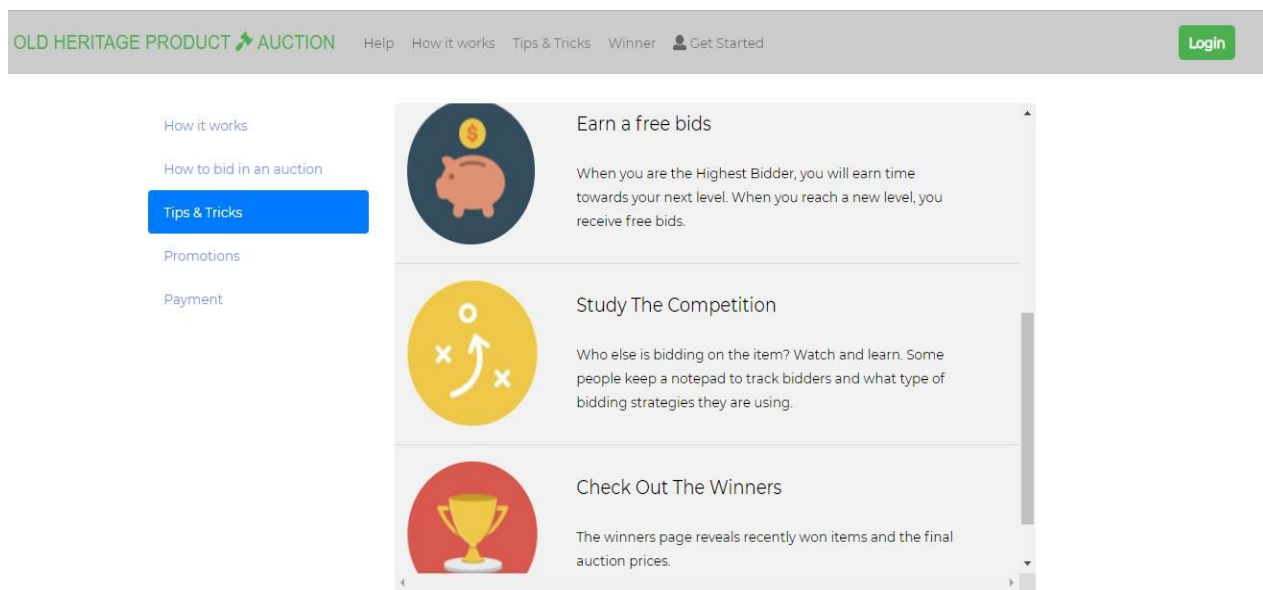 OLD HERITAGE PRODUCT AUCTION Help How it works Tips & Tricks Winner Get Started Login
How it works
How to bid in an auction
Tips & Tricks
Promotions
Payment
$
Earn a free bids
When you are the Highest Bidder, you will earn time
towards your next level. When you reach a new level, you
receive free bids.
Study The Competition
Who else is bidding on the item? Watch and learn. Some
people keep a notepad to track bidders and what type of
bidding strategies they are using.
Check Out The Winners
The winners page reveals recently won items and the final
auction prices.